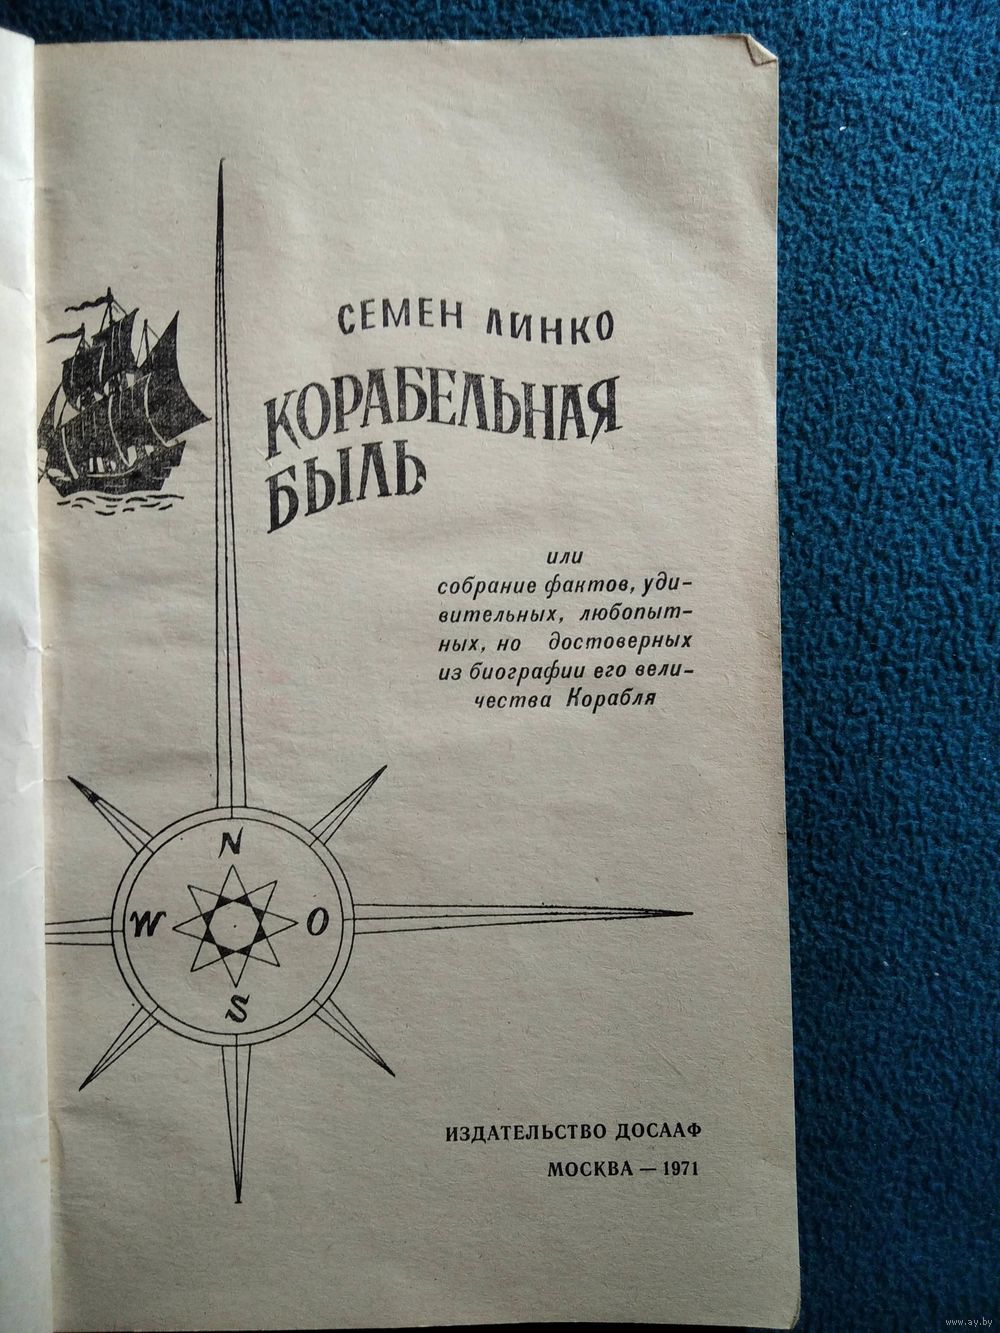 СЕМЕН ЛИНКО
КОРАБЕЛЬНАЯ
БЫЛЬ
или
собрание фактов, уди-
вительных, любопыт-
ных, но достоверных
из биографии его вели-
чества Корабля
N
W O
S
ИЗДАТЕЛЬСТВО ДОСААФ
МОСКВА — 1971
www.ay.by